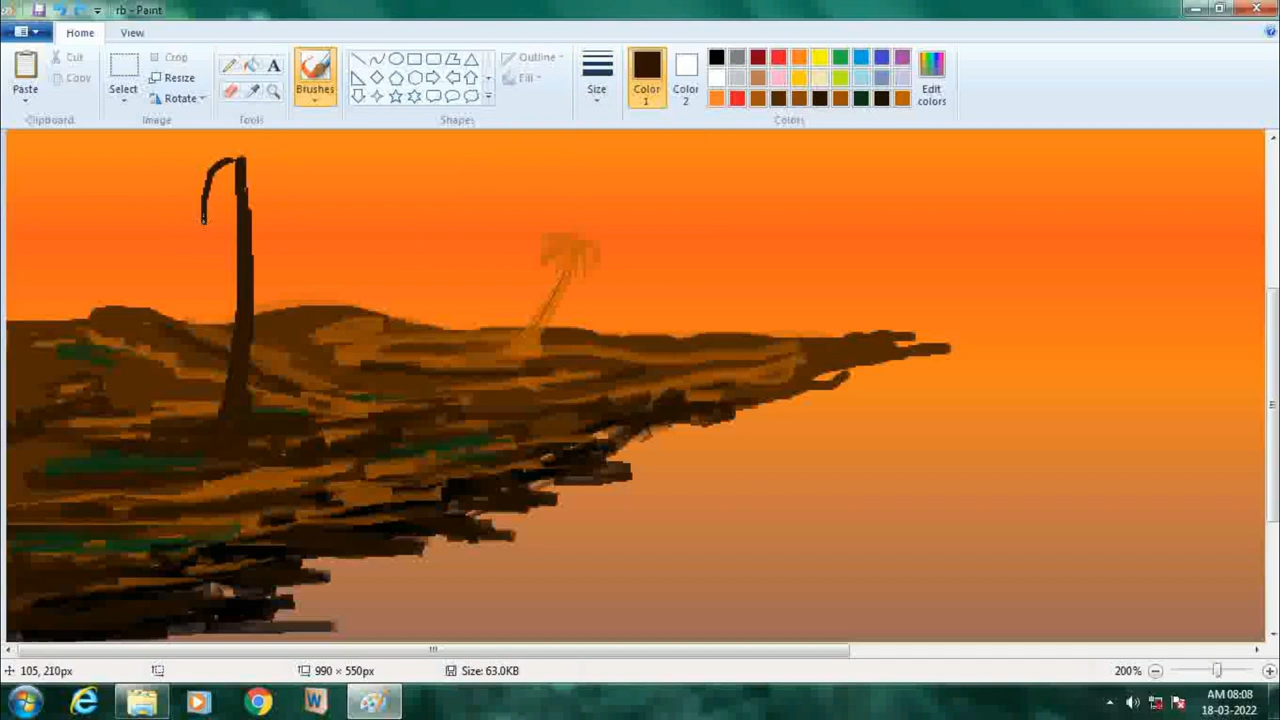 rb - Paint
Home View
Paste Cut Copy Clipboard
Select Crop Resize Rotate Image
A Tools
Brushes
Outline Fill Shapes
Size
Color 1
Color 2
Edit colors
Colors
105, 210px
990 × 550px
Size: 63.0KB
200%
AM 08:08
18-03-2022